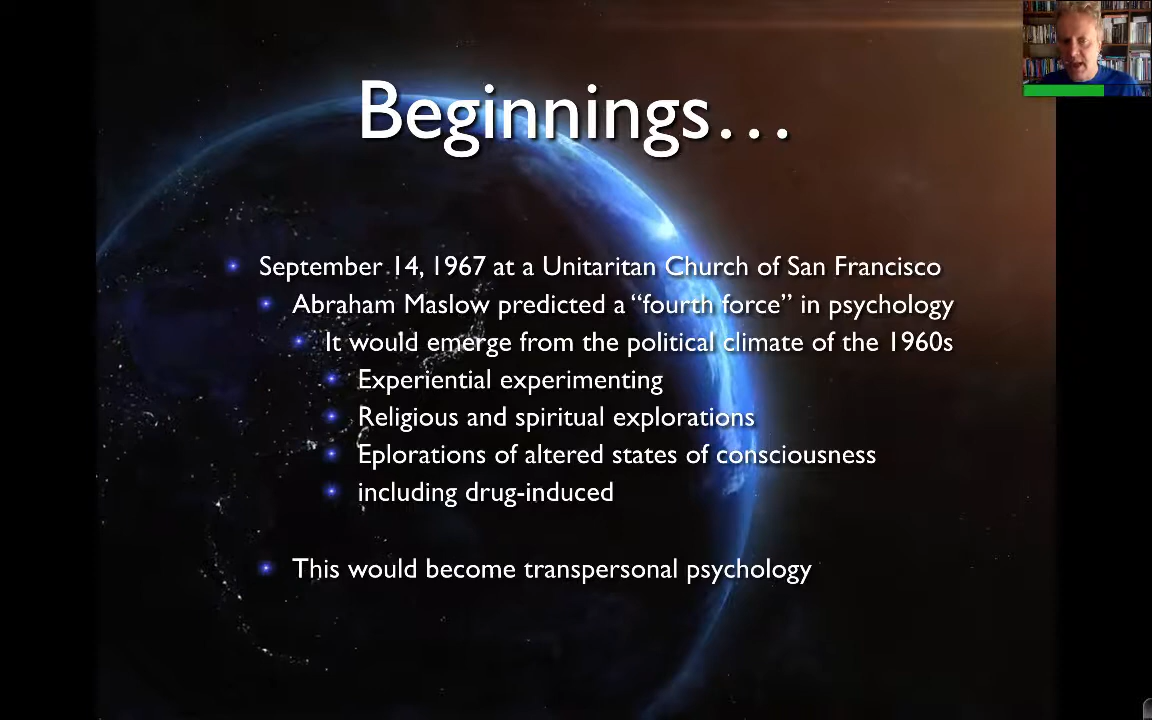 Beginnings…
September 14, 1967 at a Unitaritan Church of San Francisco
Abraham Maslow predicted a “fourth force” in psychology
It would emerge from the political climate of the 1960s
Experiential experimenting
Religious and spiritual explorations
Eplorations of altered states of consciousness
including drug-induced
This would become transpersonal psychology